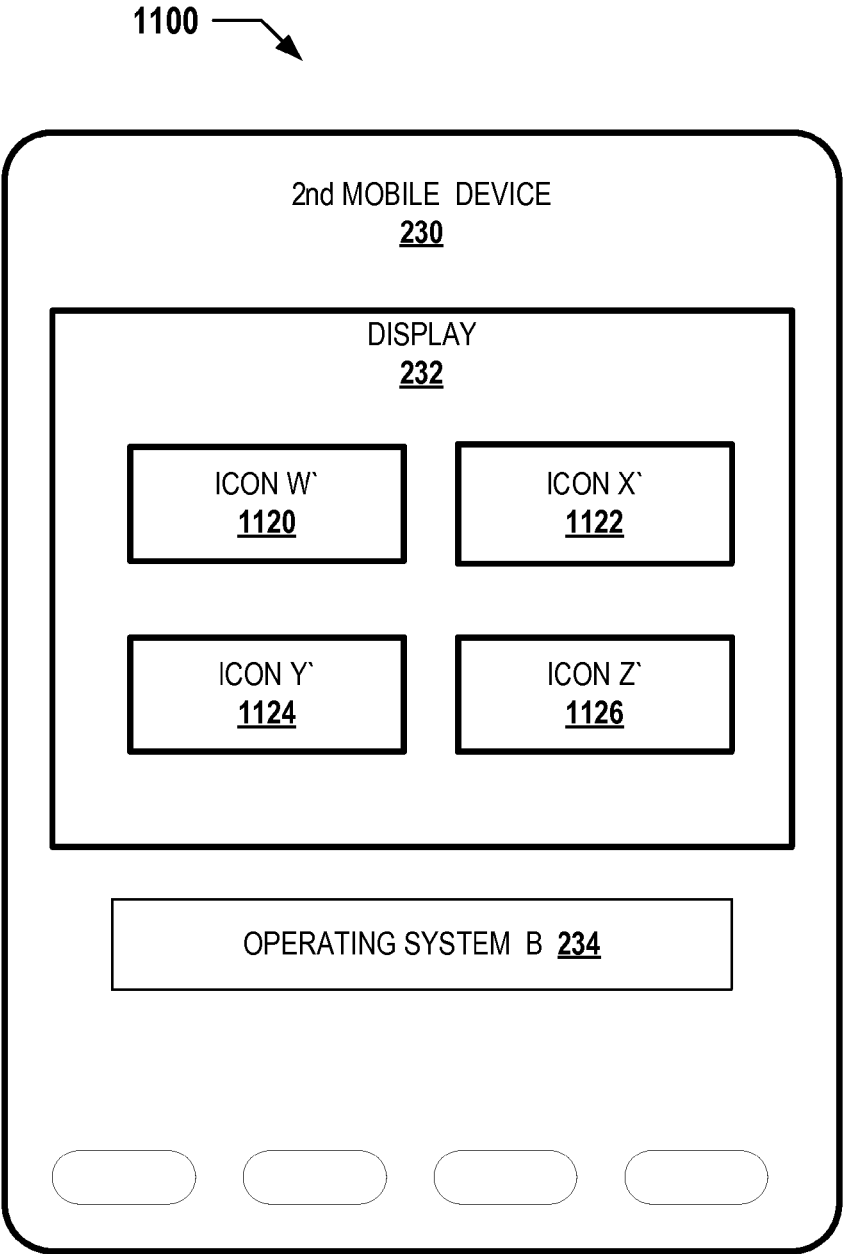 1100
2nd MOBILE DEVICE
230
DISPLAY
232
ICON W`
1120
ICON X`
1122
ICON Y`
1124
ICON Z`
1126
OPERATING SYSTEM B 234